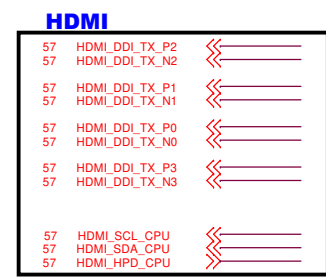 HDMI
57 HDMI_DDI_TX_P2
57 HDMI_DDI_TX_N2
57 HDMI_DDI_TX_P1
57 HDMI_DDI_TX_N1
57 HDMI_DDI_TX_P0
57 HDMI_DDI_TX_N0
57 HDMI_DDI_TX_P3
57 HDMI_DDI_TX_N3
57 HDMI_SCL_CPU
57 HDMI_SDA_CPU
57 HDMI_HPD_CPU